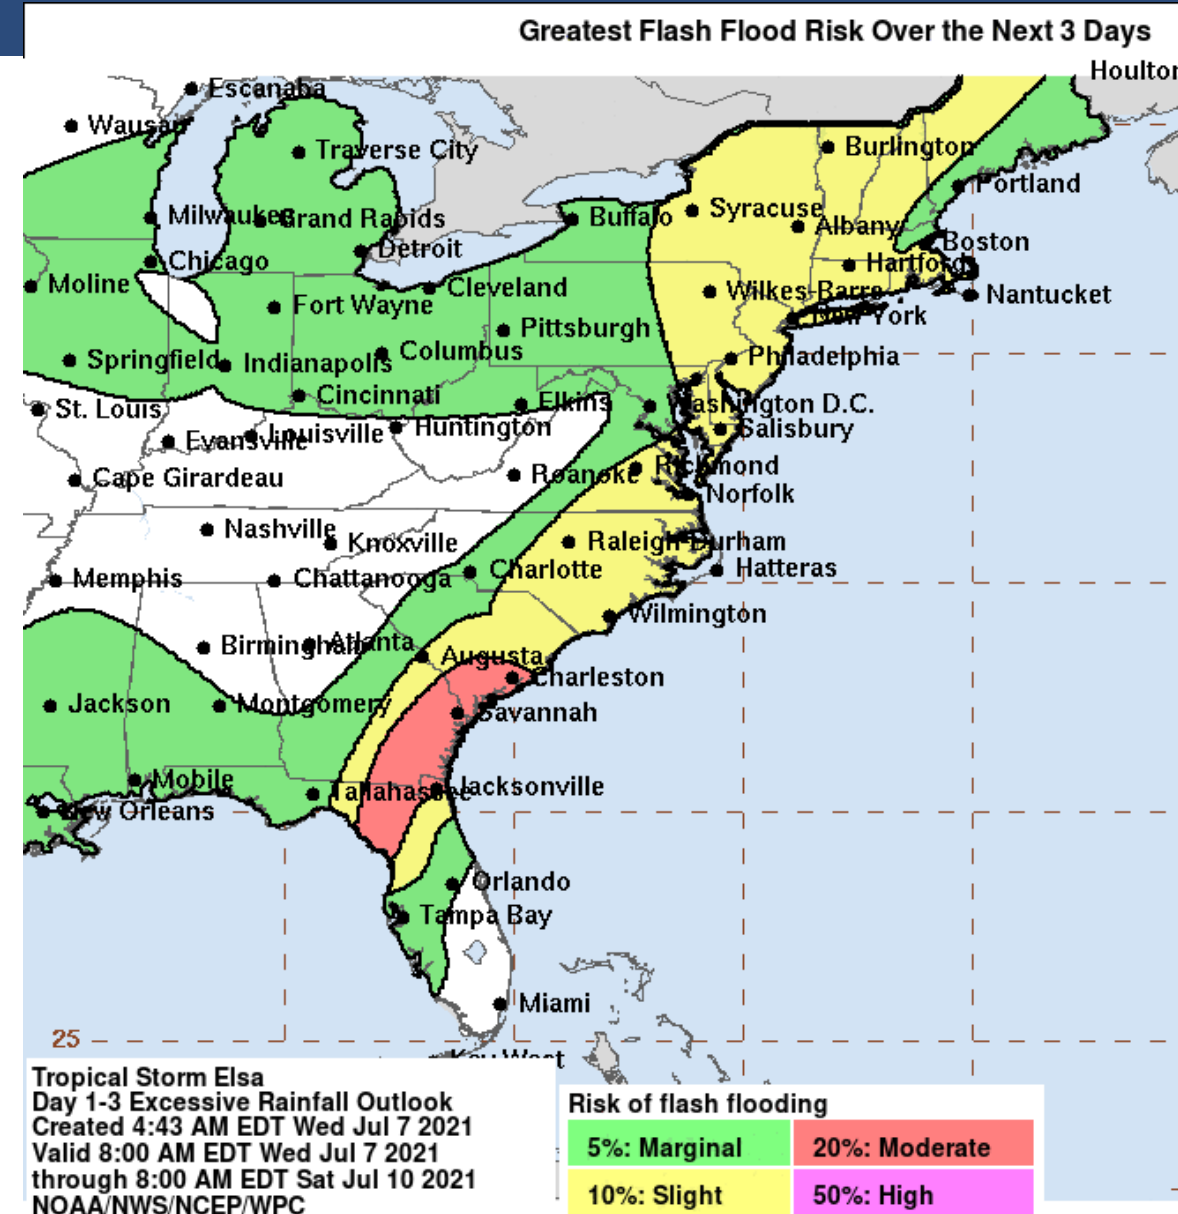 Greatest Flash Flood Risk Over the Next 3 Days
Houlton
Escanaba
Wausau
Traverse City
Burlington
Portland
Milwaukee
Grand Rapids
Buffalo
Syracuse
Albany
Boston
Detroit
Hartford
Chicago
Moline
Fort Wayne
Cleveland
Wilkes-Barre
Nantucket
New York
Pittsburgh
Springfield
Indianapolis
Columbus
Philadelphia
Cincinnati
Elkins
Washington D.C.
St. Louis
Evansville
Louisville
Huntington
Salisbury
Cape Girardeau
Roanoke
Richmond
Norfolk
Nashville
Knoxville
Raleigh-Durham
Memphis
Chattanooga
Charlotte
Hatteras
Wilmington
Birmingham
Atlanta
Augusta
Charleston
Jackson
Montgomery
Savannah
Mobile
Tallahassee
Jacksonville
New Orleans
Orlando
Tampa Bay
Miami
25
Key West
Tropical Storm Elsa
Day 1-3 Excessive Rainfall Outlook
Created 4:43 AM EDT Wed Jul 7 2021
Valid 8:00 AM EDT Wed Jul 7 2021
through 8:00 AM EDT Sat Jul 10 2021
NOAA/NWS/NCEP/WPC
Risk of flash flooding
5%: Marginal
20%: Moderate
10%: Slight
50%: High